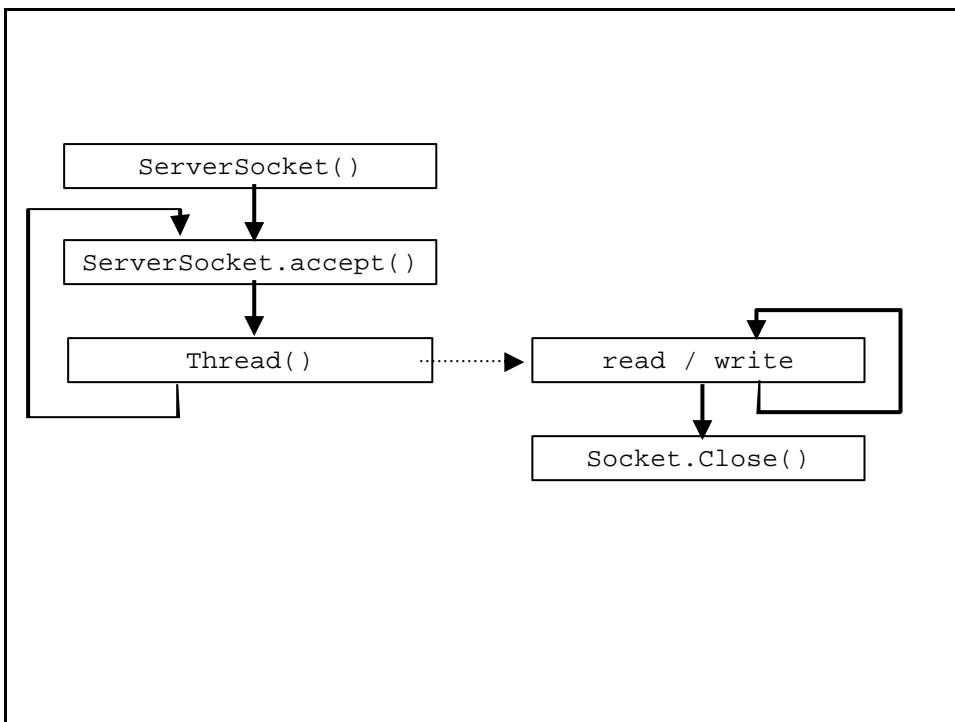 ServerSocket()
ServerSocket.accept()
Thread()
read / write
Socket.Close()